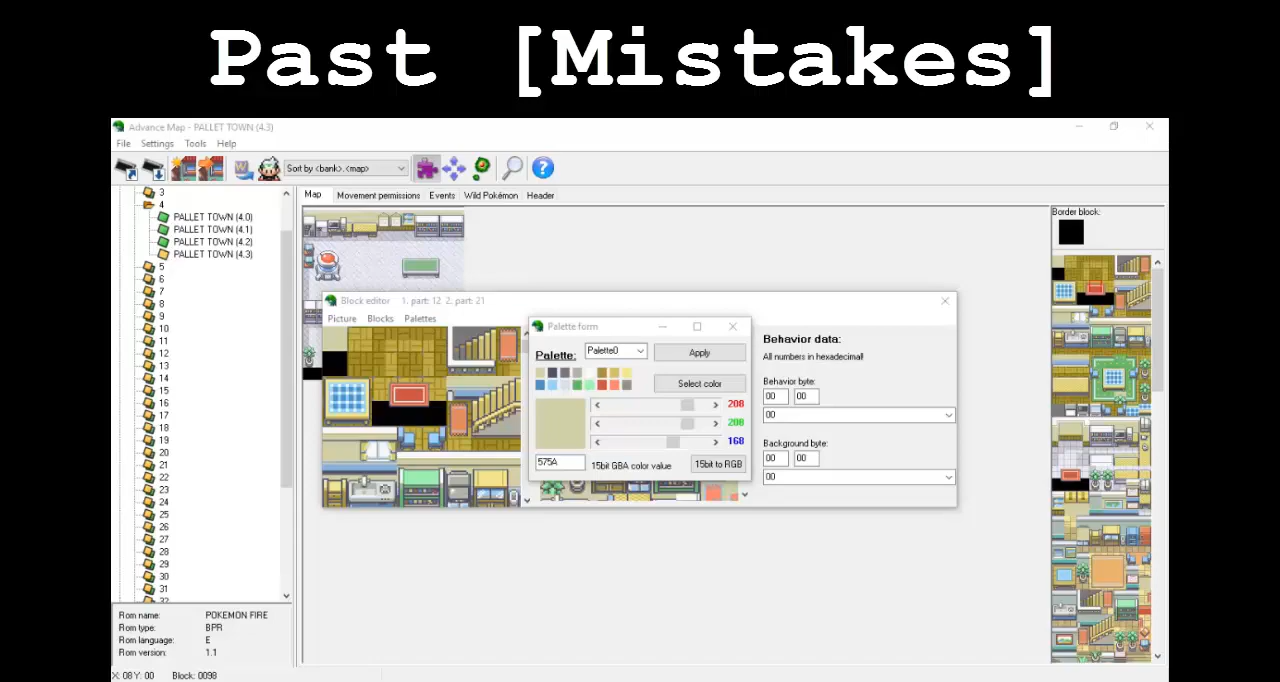 Past [Mistakes]
Advance Map - PALLET TOWN (4.3)
File Settings Tools Help
Sort by <bank>.<map>
Map Movement permissions Events Wild Pokémon Header
3
4
PALLET TOWN (4.0)
PALLET TOWN (4.1)
PALLET TOWN (4.2)
PALLET TOWN (4.3)
5
6
7
8
9
10
11
12
13
14
15
16
17
18
19
20
21
22
23
24
25
26
27
28
29
30
31
32
Border block:
Block editor 1. part: 12 2. part: 21
Picture Blocks Palettes
Palette form
Palette: Palette0 Apply
Select color
208
208
168
575A 15bit GBA color value 15bit to RGB
Behavior data:
All numbers in hexadecimal!
Behavior byte:
00 00
00
Background byte:
00 00
00
Rom name: POKEMON FIRE
Rom type: BPR
Rom language: E
Rom version: 1.1
X: 08 Y: 00 Block: 0098